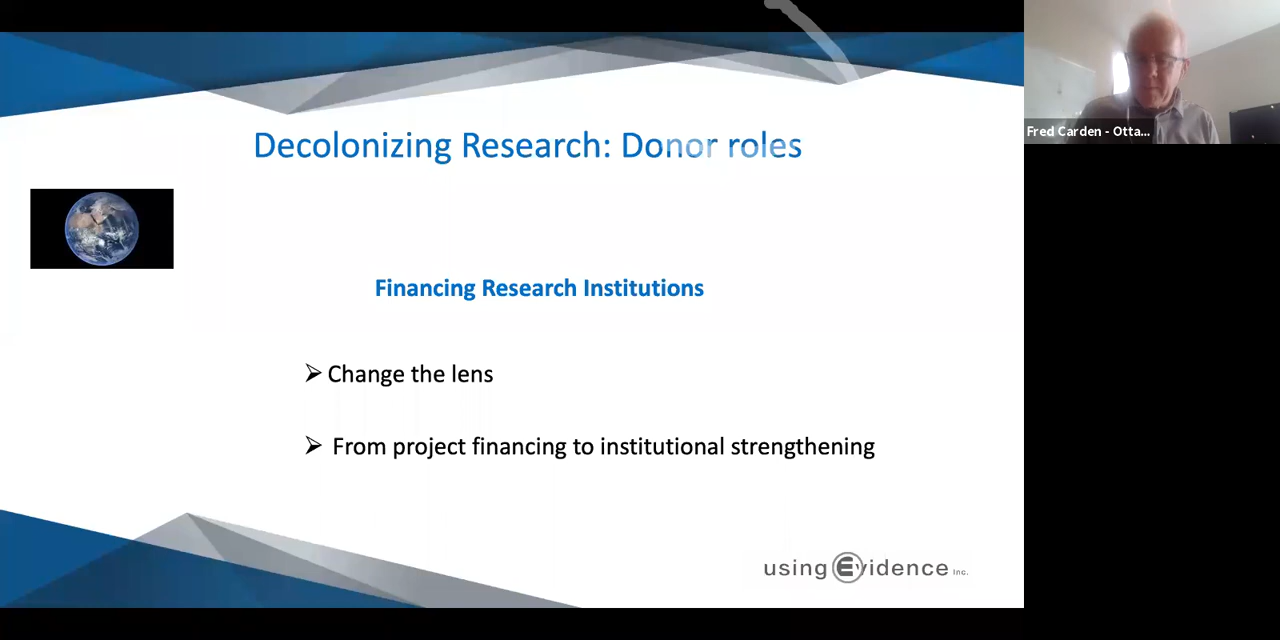 Decolonizing Research: Donor roles
Fred Carden - Otta...
Financing Research Institutions
➢ Change the lens
➢ From project financing to institutional strengthening
using Evidence Inc.